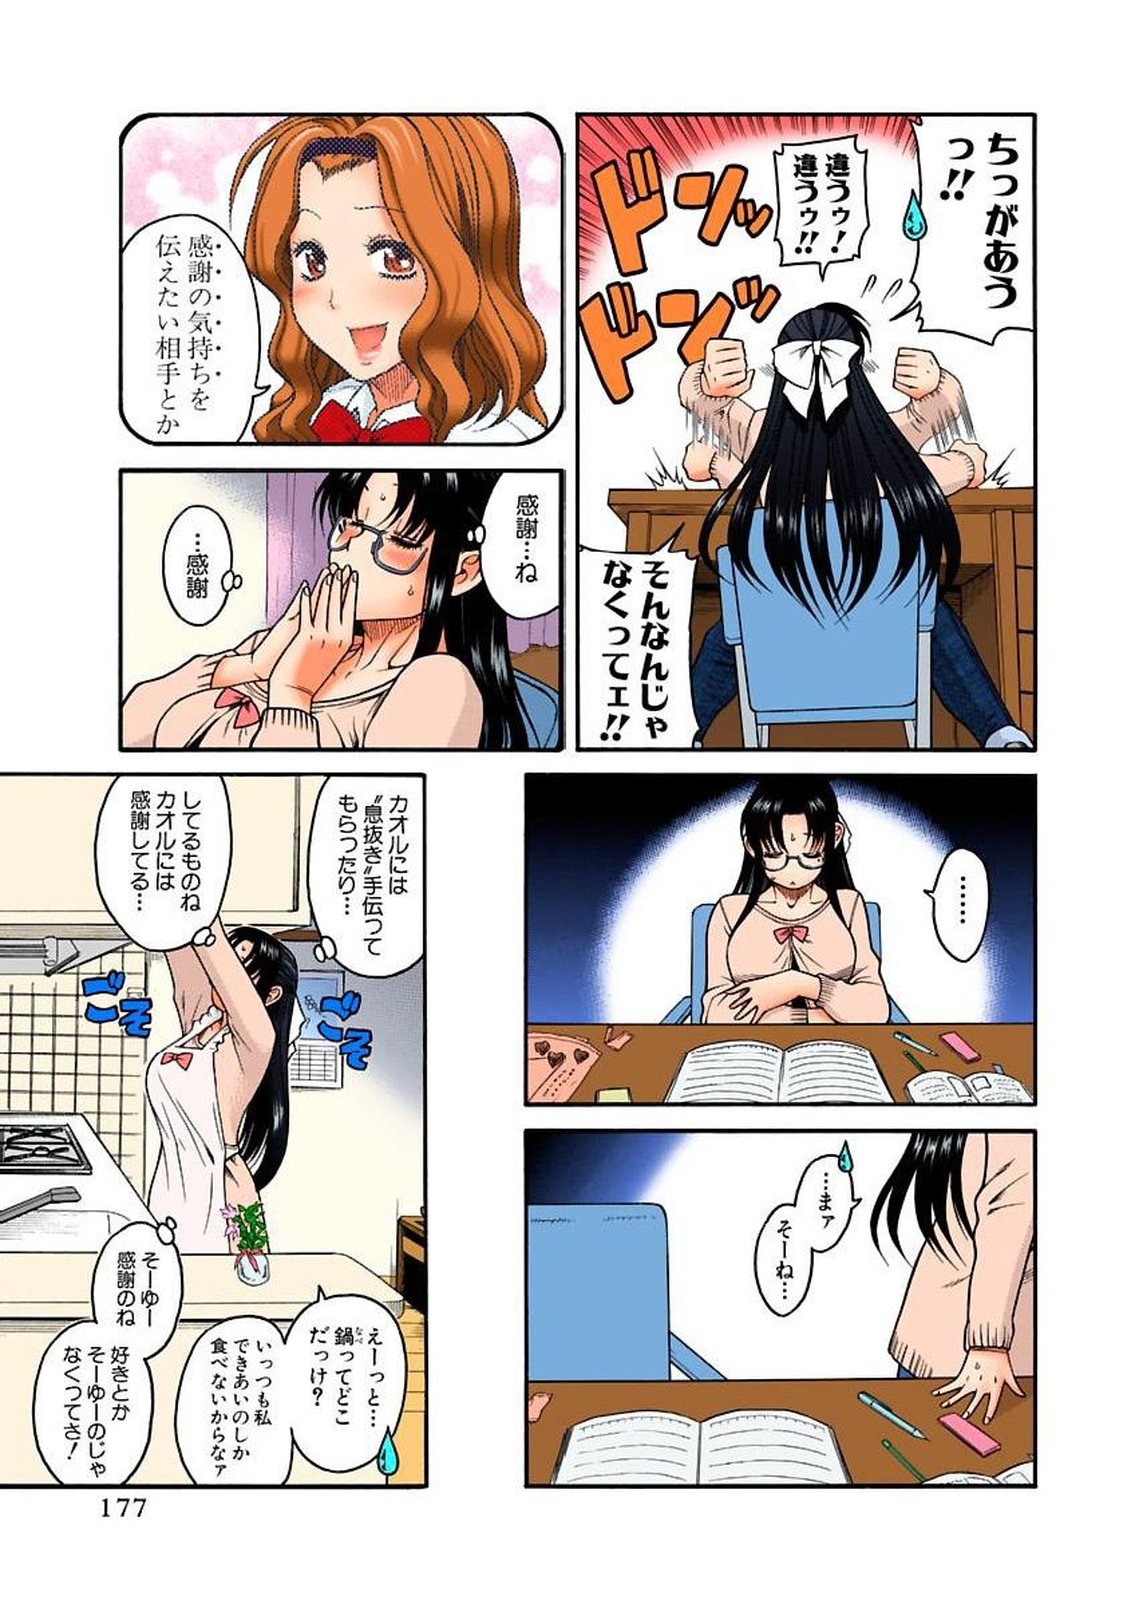 ちっがあう
っ!!
違うゥ!
違うゥ!!
ドンッ
ドンッ
そんなんじゃ
なくってェ!!
感謝の気持ちを
伝えたい相手とか
感謝…ね
…感謝
……
…まァ
そーね…
カオルには
〝息抜き〟手伝って
もらったり…
してるものね
カオルには
感謝してる…
ごそ
ごそ
そーゆー
感謝のね
好きとか
そーゆーのじゃ
なくってさ!
えーっと…
鍋ってどこ
なべ
だっけ?
いっつも私
できあいのしか
食べないからなァ
177